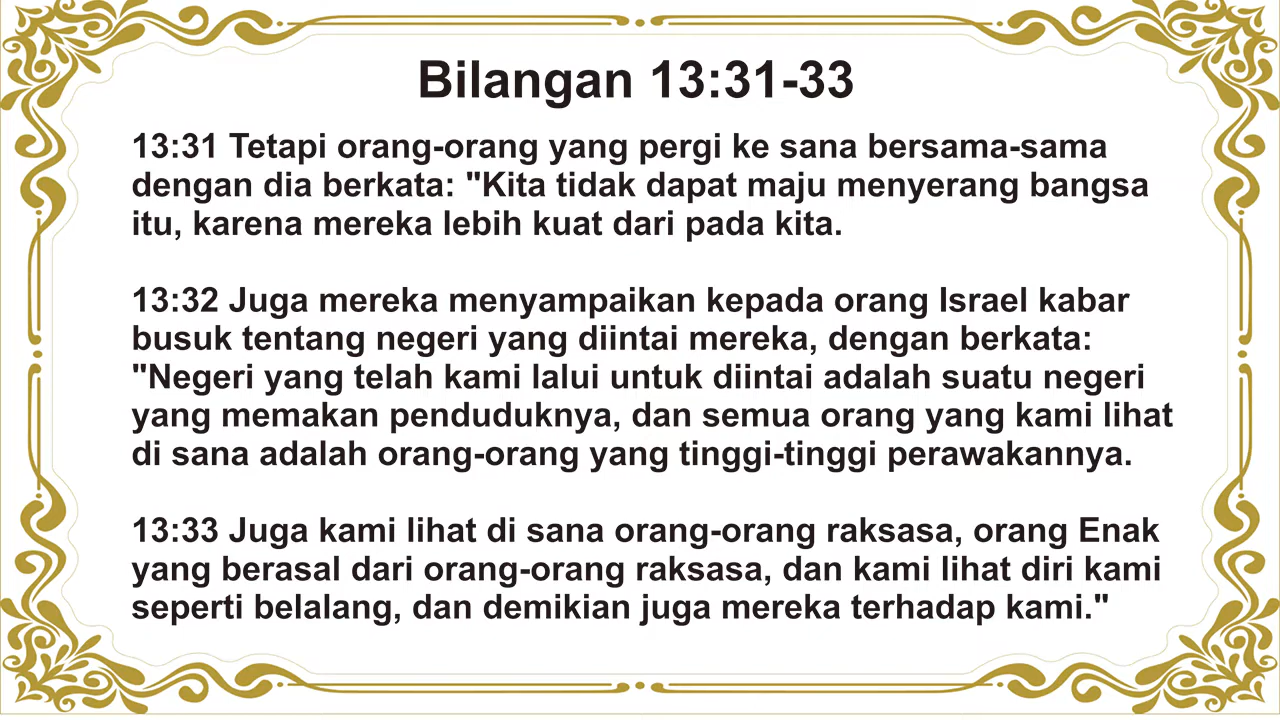 Bilangan 13:31-33
13:31 Tetapi orang-orang yang pergi ke sana bersama-sama
dengan dia berkata: "Kita tidak dapat maju menyerang bangsa
itu, karena mereka lebih kuat dari pada kita.
13:32 Juga mereka menyampaikan kepada orang Israel kabar
busuk tentang negeri yang diintai mereka, dengan berkata:
"Negeri yang telah kami lalui untuk diintai adalah suatu negeri
yang memakan penduduknya, dan semua orang yang kami lihat
di sana adalah orang-orang yang tinggi-tinggi perawakannya.
13:33 Juga kami lihat di sana orang-orang raksasa, orang Enak
yang berasal dari orang-orang raksasa, dan kami lihat diri kami
seperti belalang, dan demikian juga mereka terhadap kami."